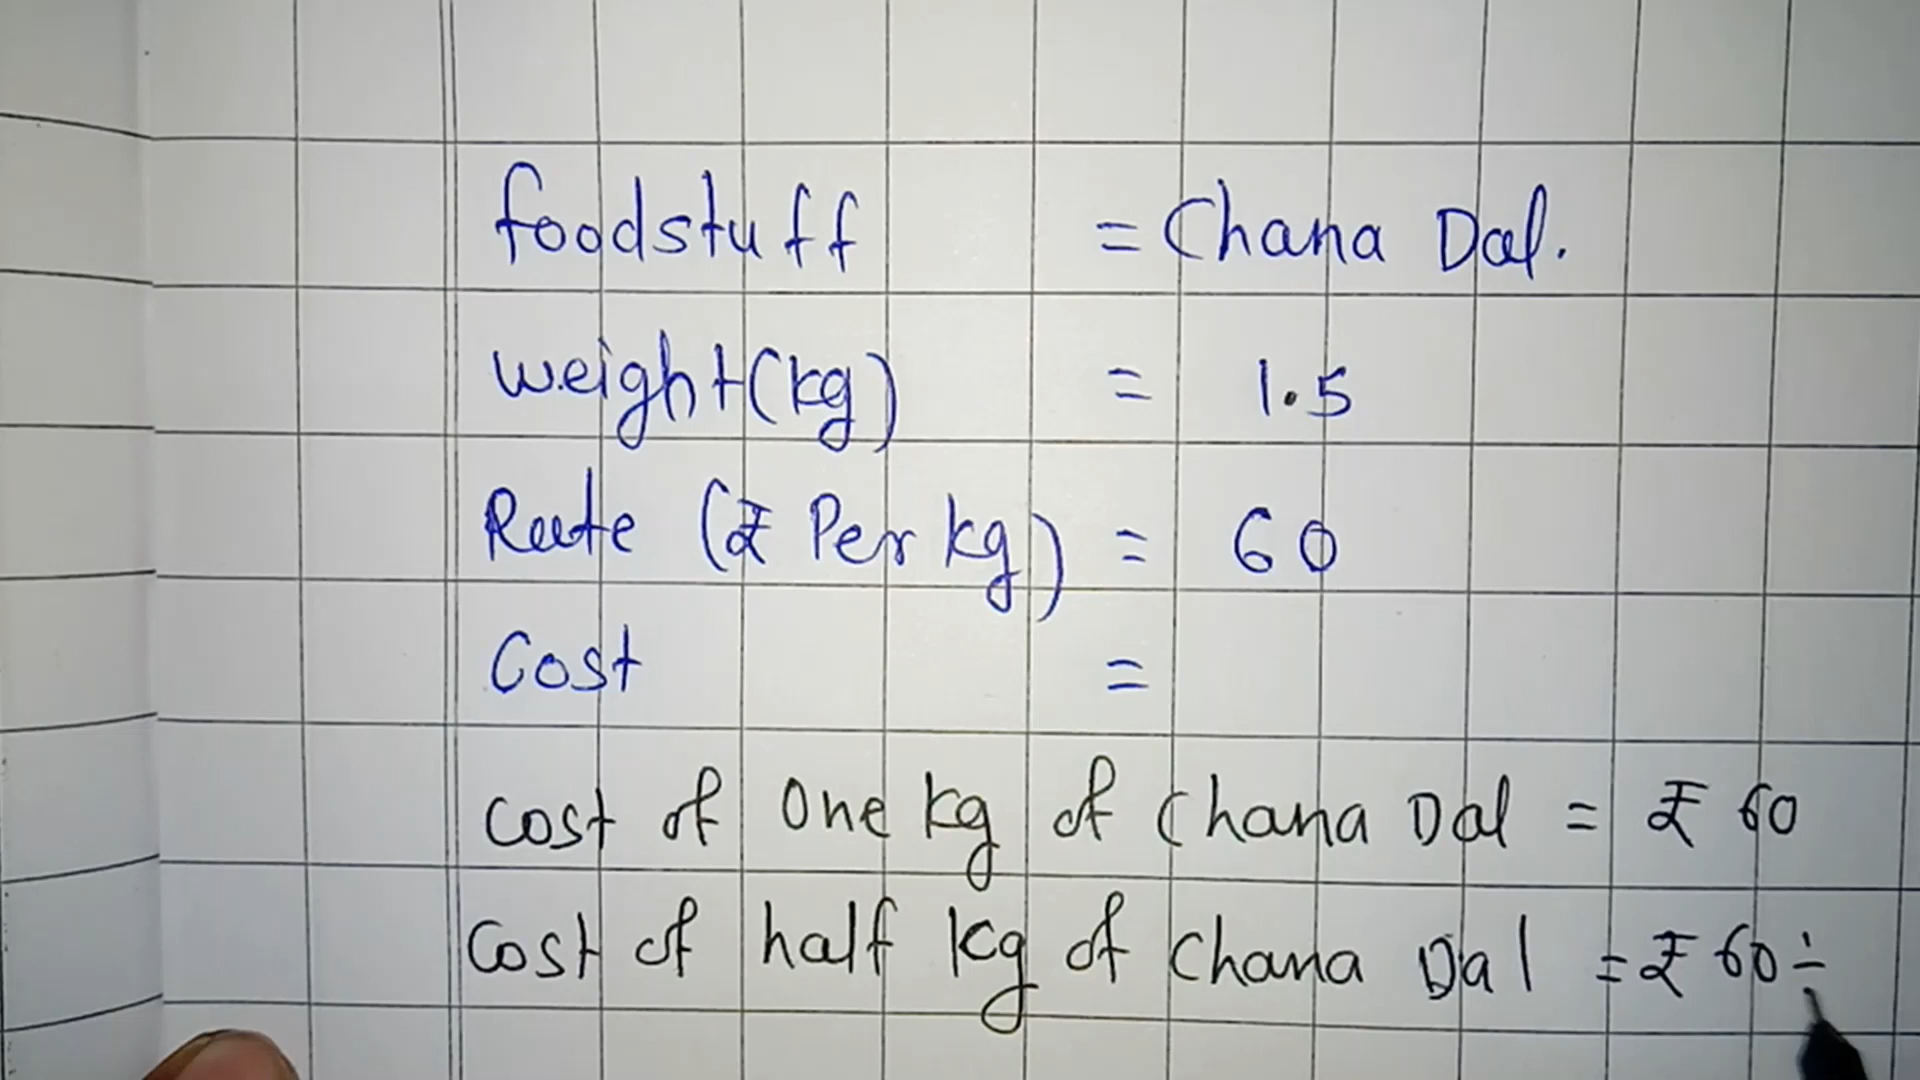 foodstuff = Chana Dal.
weight(kg) = 1.5
Rate (₹ Per kg) = 60
Cost =
Cost of One kg of Chana Dal = ₹ 60
Cost of half kg of Chana Dal = ₹ 60 ÷